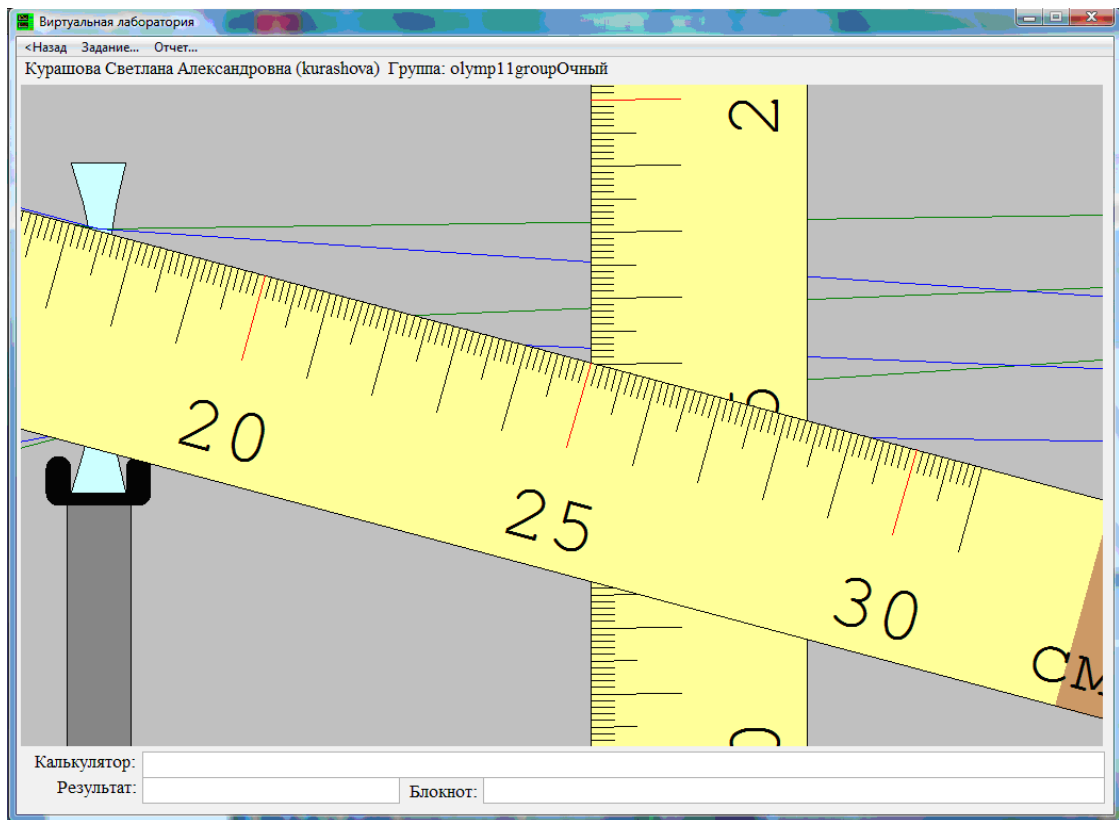 Виртуальная лаборатория
<Назад Задание... Отчет...
Курашова Светлана Александровна (kurashova) Группа: olymp11groupОчный
2
5
20
25
30
см
Калькулятор:
Результат:
Блокнот: